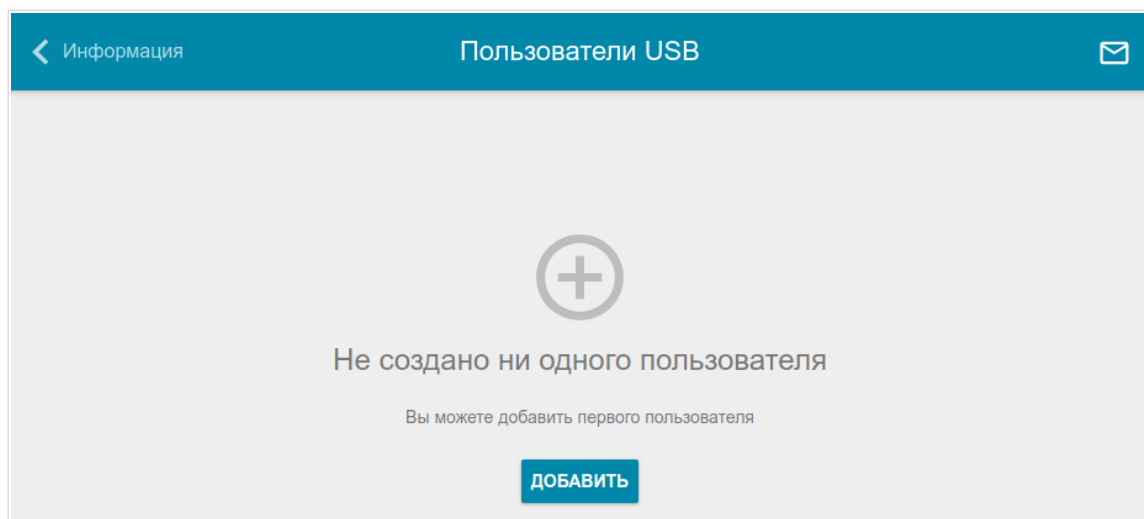 Информация
Пользователи USB
Не создано ни одного пользователя
Вы можете добавить первого пользователя
ДОБАВИТЬ